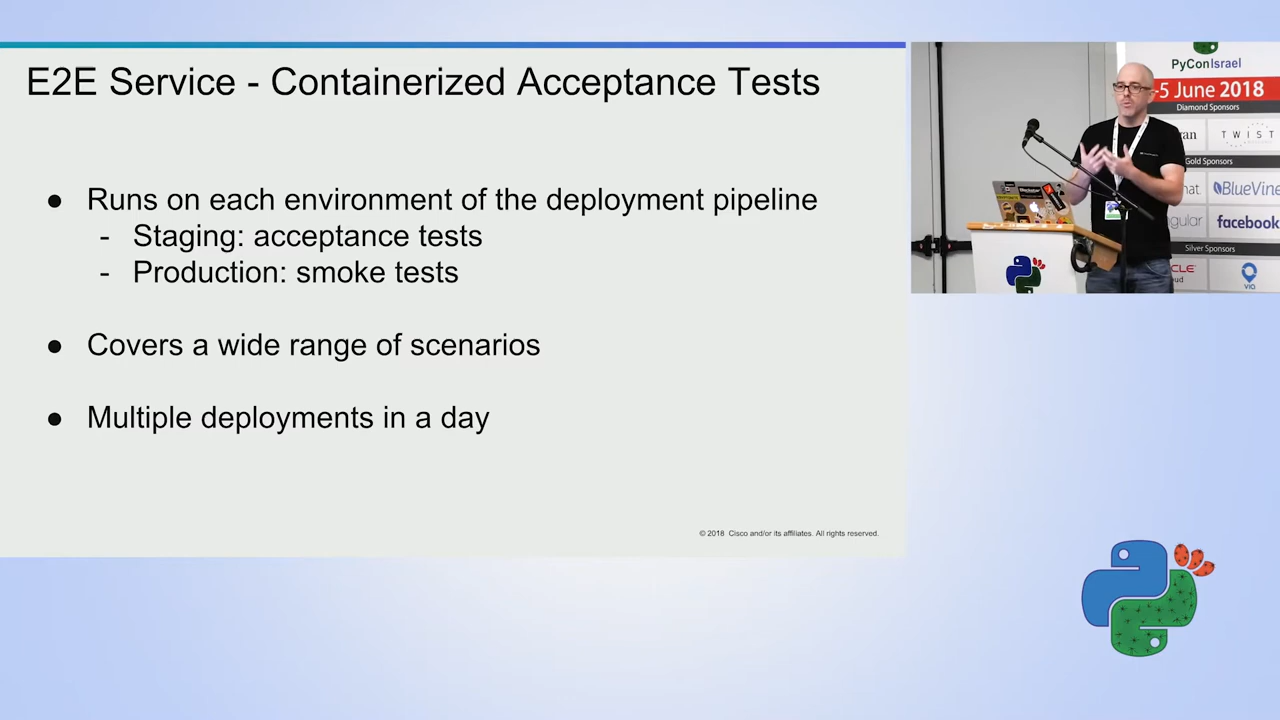 E2E Service - Containerized Acceptance Tests
● Runs on each environment of the deployment pipeline
- Staging: acceptance tests
- Production: smoke tests
● Covers a wide range of scenarios
● Multiple deployments in a day
© 2018 Cisco and/or its affiliates. All rights reserved.
PyConIsrael
-5 June 2018
Diamond Sponsors
TWIST
Gold Sponsors
BlueVine
facebook
Silver Sponsors
via